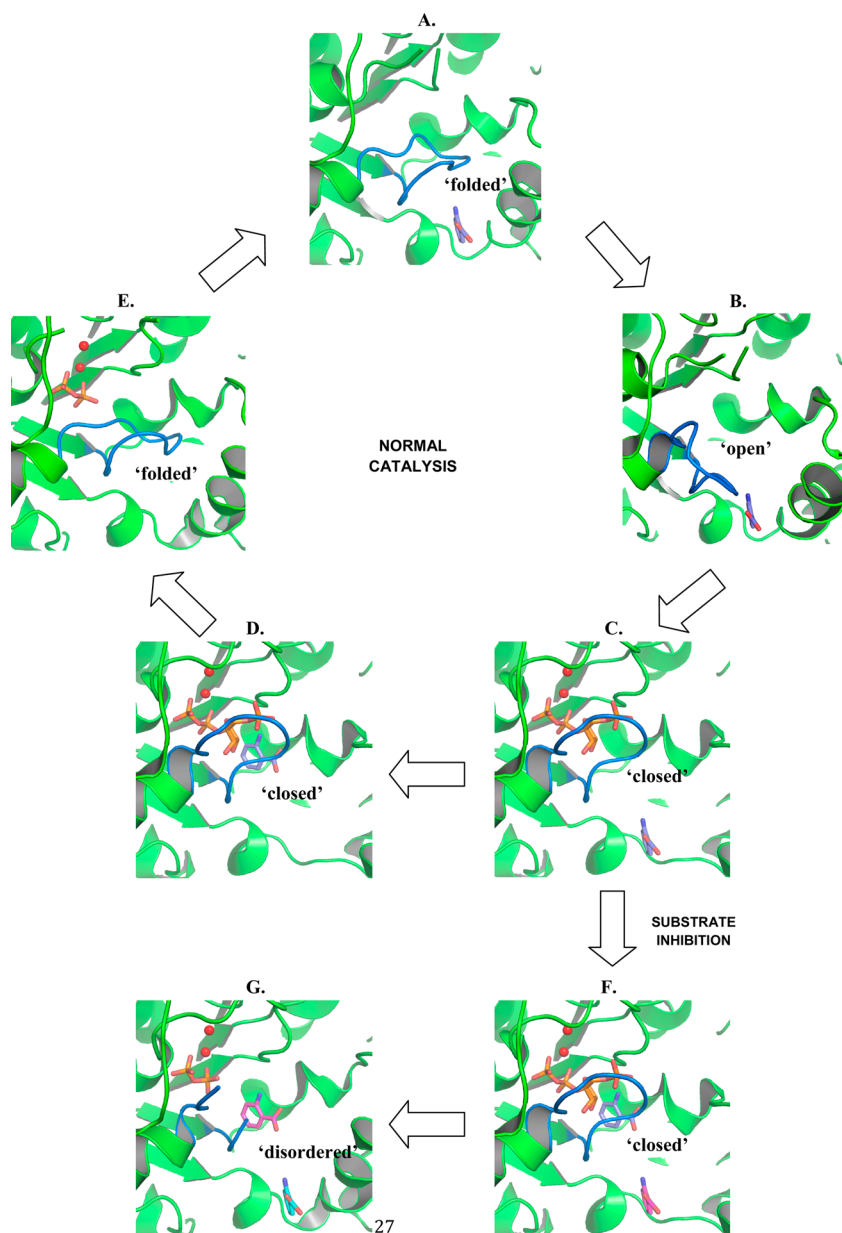 A.
'folded'
E.
B.
'folded'
NORMAL
CATALYSIS
'open'
D.
C.
'closed'
'closed'
SUBSTRATE
INHIBITION
G.
F.
'disordered'
'closed'
27